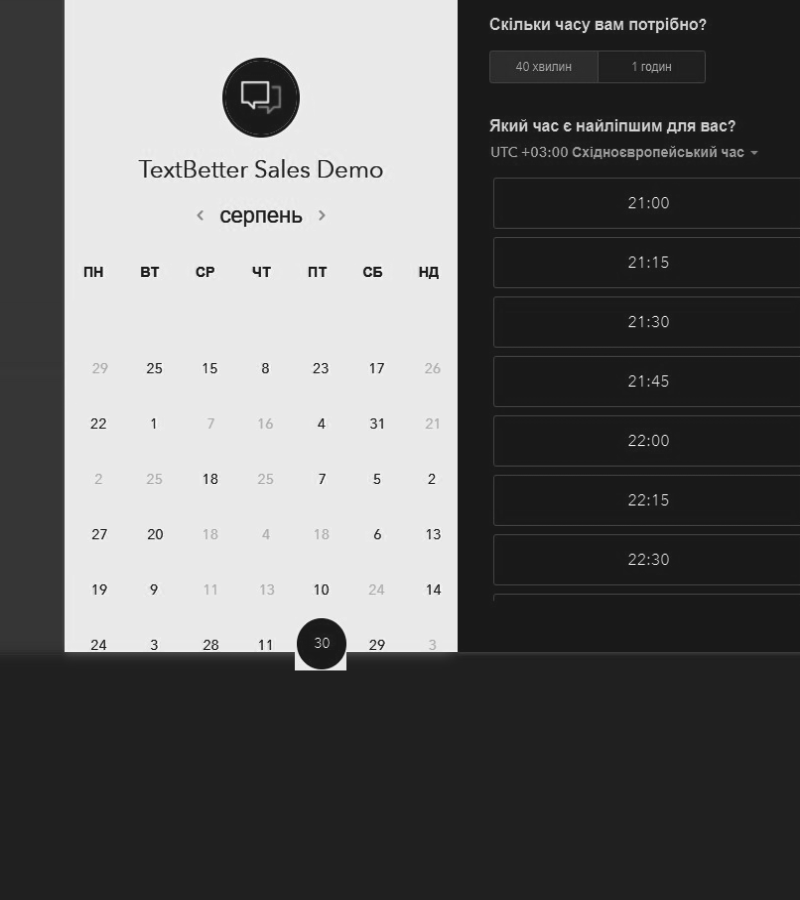 TextBetter Sales Demo
серпень
ПН ВТ СР ЧТ ПТ СБ НД
29 25 15 8 23 17 26
22 1 7 16 4 31 21
2 25 18 25 7 5 2
27 20 18 4 18 6 13
19 9 11 13 10 24 14
24 3 28 11 30 29 3
Скільки часу вам потрібно?
40 хвилин 1 годин
Який час є найліпшим для вас?
UTC +03:00 Східноєвропейський час
21:00
21:15
21:30
21:45
22:00
22:15
22:30